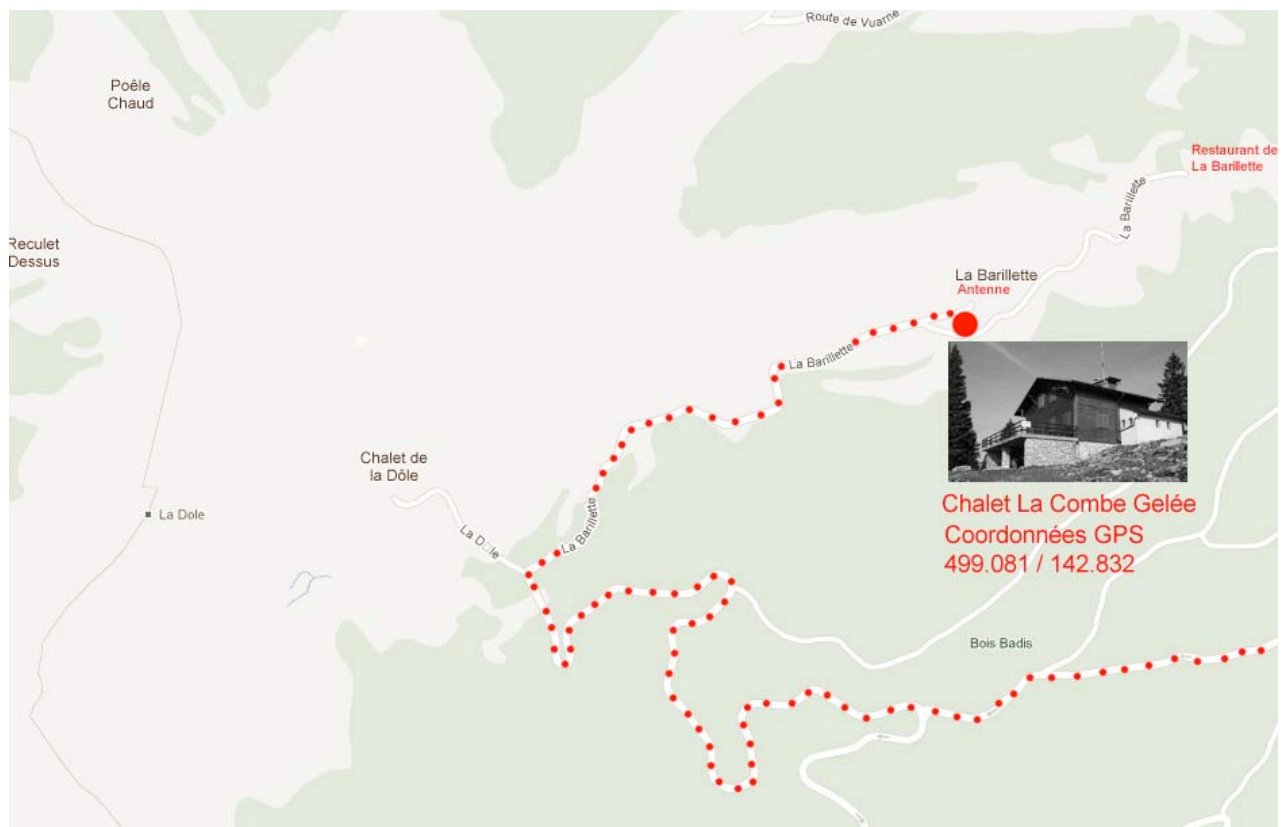 Route de Vuarne
Poêle
Chaud
Restaurant de
La Barillette
La Barillette
Reculet
Dessus
La Barillette
Antenne
La Barillette
Chalet de
la Dôle
La Dole
La D□le
La Barillette
Chalet La Combe Gelée
Coordonnées GPS
499.081 / 142.832
Bois Badis